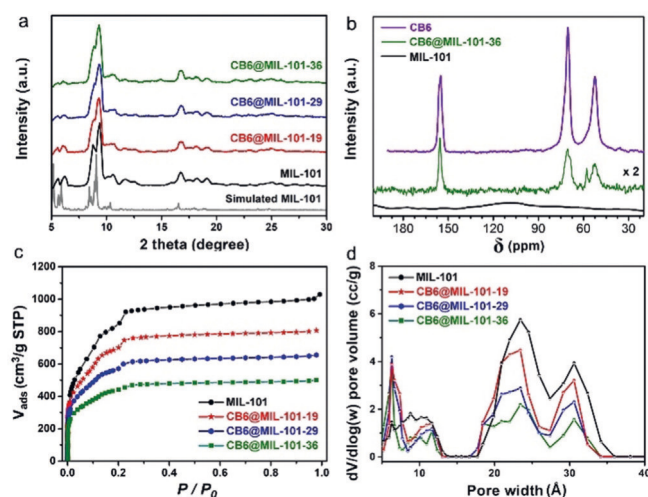 a
Intensity (a.u.)
CB6@MIL-101-36
CB6@MIL-101-29
CB6@MIL-101-19
MIL-101
Simulated MIL-101
5 10 15 20 25 30
2 theta (degree)
b
Intensity (a.u.)
CB6
CB6@MIL-101-36
MIL-101
x 2
180 150 120 90 60 30
δ (ppm)
c
Vads (cm³/g STP)
1200
1000
800
600
400
200
0
MIL-101
CB6@MIL-101-19
CB6@MIL-101-29
CB6@MIL-101-36
0.0 0.2 0.4 0.6 0.8 1.0
P / P0
d
dV/dlog(w) pore volume (cc/g)
8
6
4
2
0
MIL-101
CB6@MIL-101-19
CB6@MIL-101-29
CB6@MIL-101-36
10 20 30 40
Pore width (Å)